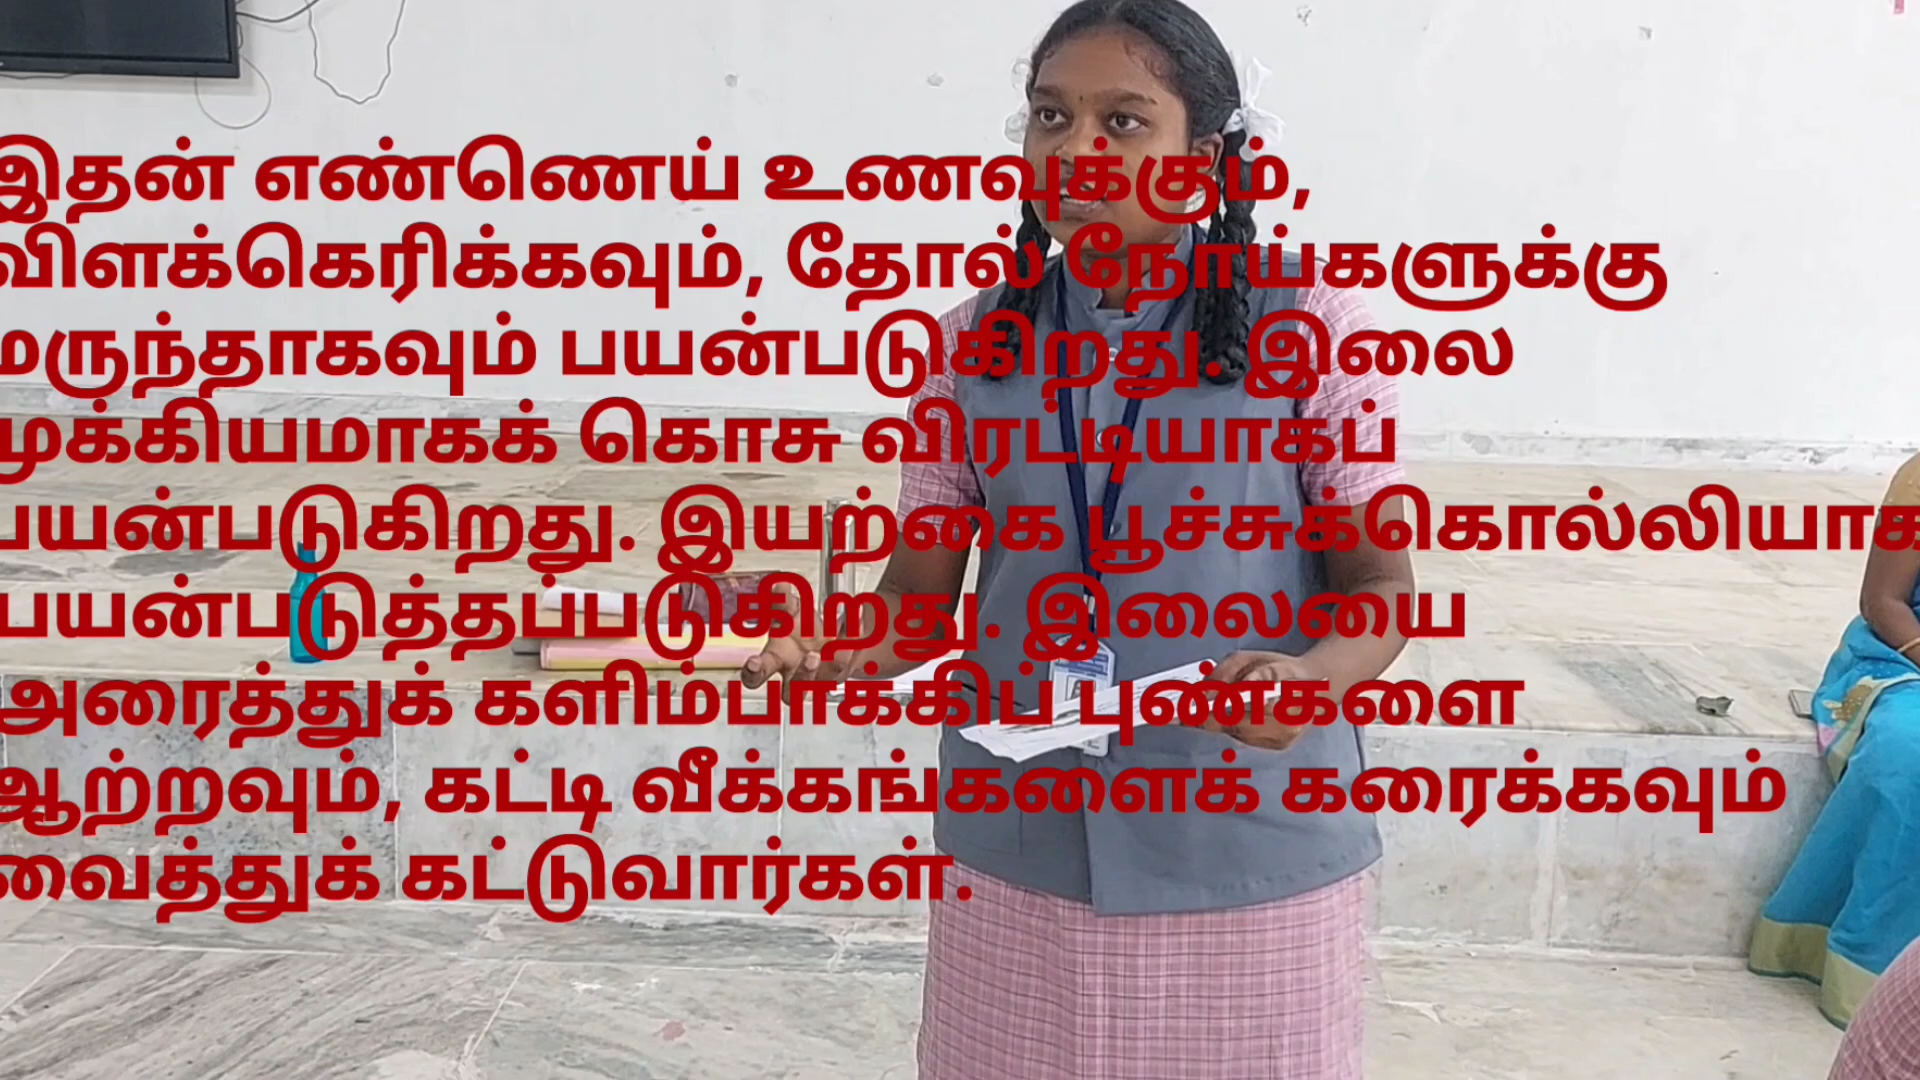 இதன் எண்ணெய் உணவுக்கும்,
விளக்கெரிக்கவும், தோல் நோய்களுக்கு
மருந்தாகவும் பயன்படுகிறது. இலை
முக்கியமாகக் கொசு விரட்டியாகப்
பயன்படுகிறது. இயற்கை பூச்சுக்கொல்லியாக
பயன்படுத்தப்படுகிறது. இலையை
அரைத்துக் களிம்பாக்கிப் புண்களை
ஆற்றவும், கட்டி வீக்கங்களைக் கரைக்கவும்
வைத்துக் கட்டுவார்கள்.